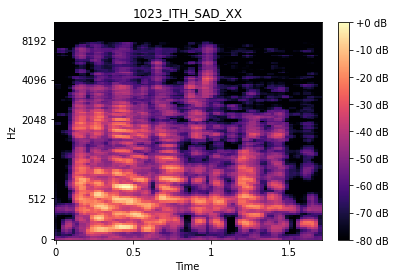 1023_ITH_SAD_XX
Hz
8192
4096
2048
1024
512
0
0
0.5
1
1.5
Time
+0 dB
-10 dB
-20 dB
-30 dB
-40 dB
-50 dB
-60 dB
-70 dB
-80 dB